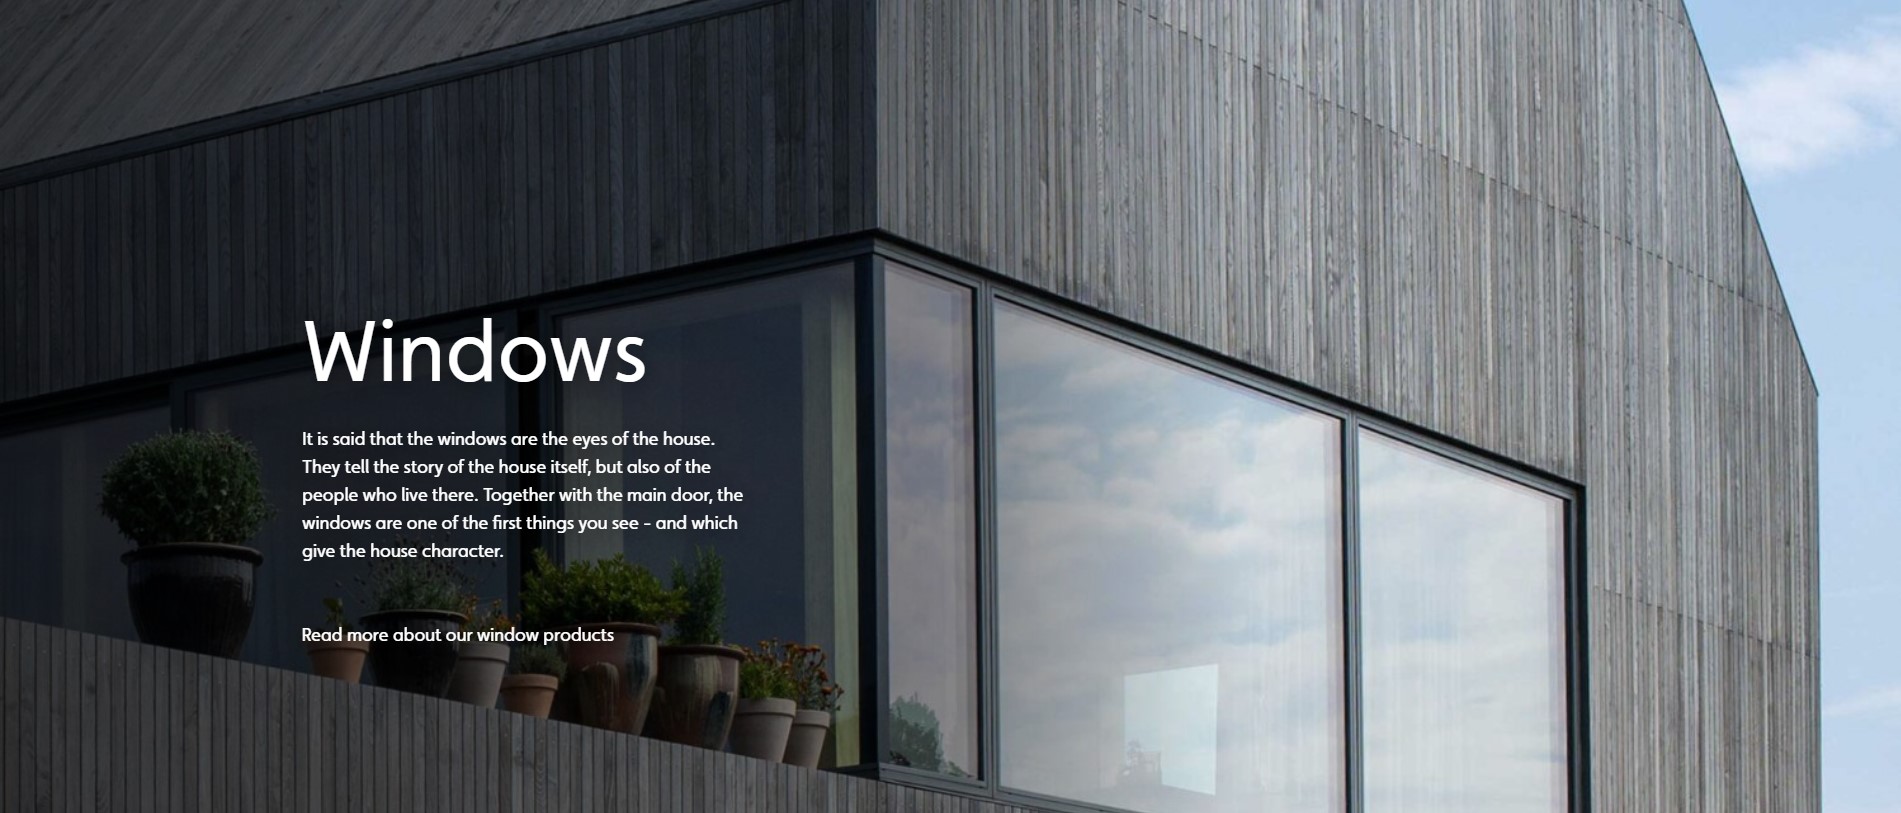 Windows
It is said that the windows are the eyes of the house.
They tell the story of the house itself, but also of the
people who live there. Together with the main door, the
windows are one of the first things you see - and which
give the house character.
Read more about our window products